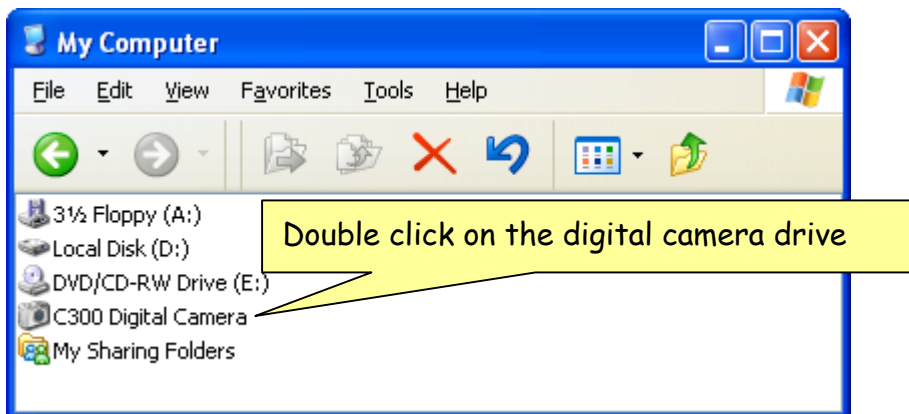 My Computer
File Edit View Favorites Tools Help
3½ Floppy (A:)
Double click on the digital camera drive
Local Disk (D:)
DVD/CD-RW Drive (E:)
C300 Digital Camera
My Sharing Folders